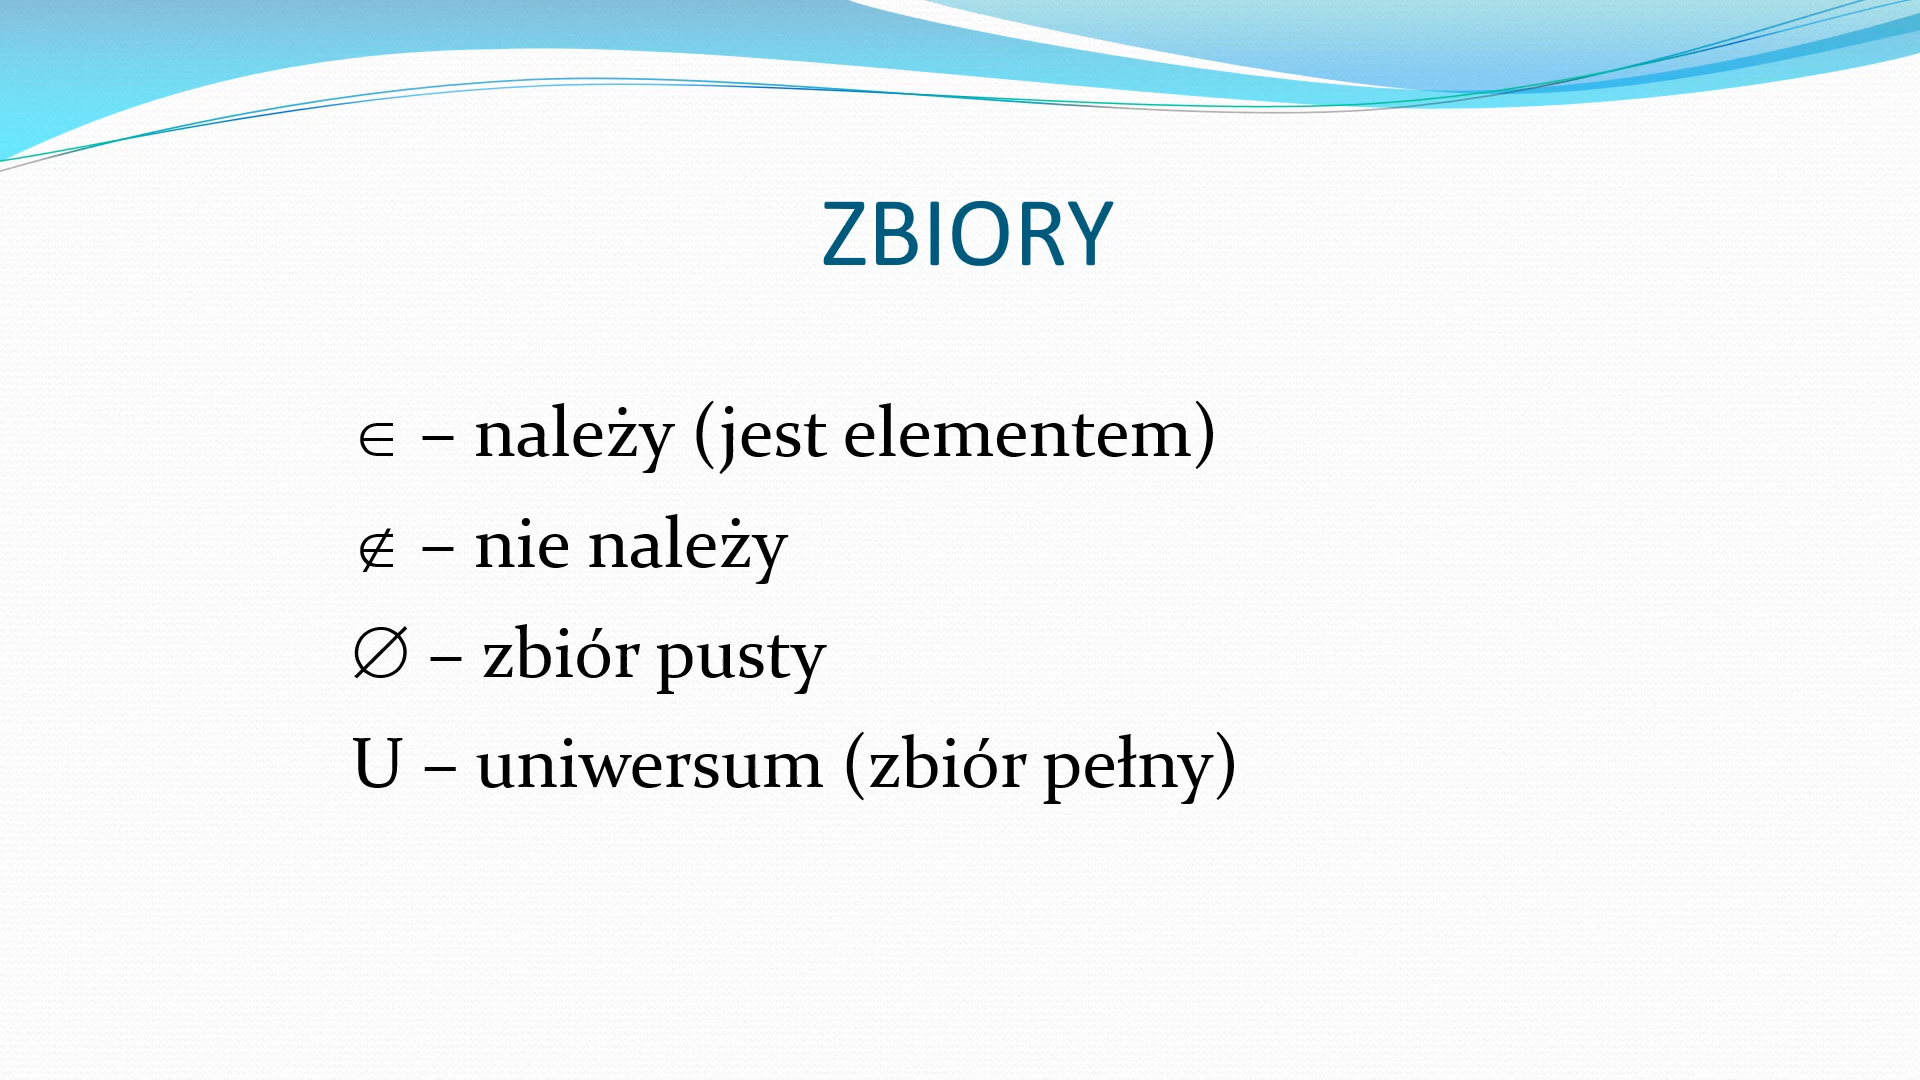 ZBIORY
∈ – należy (jest elementem)
∉ – nie należy
∅ – zbiór pusty
U – uniwersum (zbiór pełny)